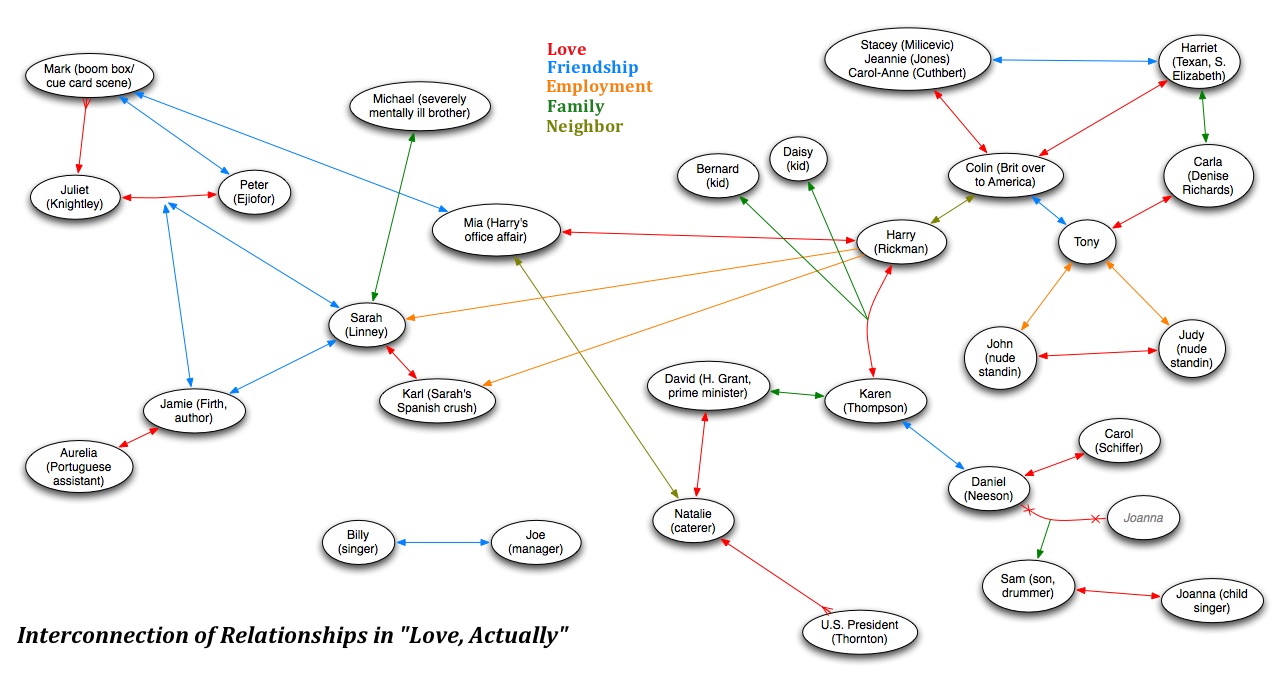 Love
Friendship
Employment
Family
Neighbor
Mark (boom box/
cue card scene)
Michael (severely
mentally ill brother)
Stacey (Milicevic)
Jeannie (Jones)
Carol-Anne (Cuthbert)
Harriet
(Texan, S.
Elizabeth)
Juliet
(Knightley)
Peter
(Ejiofor)
Bernard
(kid)
Daisy
(kid)
Colin (Brit over
to America)
Carla
(Denise
Richards)
Mia (Harry's
office affair)
Harry
(Rickman)
Tony
Sarah
(Linney)
John
(nude
standin)
Judy
(nude
standin)
Jamie (Firth,
author)
Karl (Sarah's
Spanish crush)
David (H. Grant,
prime minister)
Karen
(Thompson)
Aurelia
(Portuguese
assistant)
Carol
(Schiffer)
Daniel
(Neeson)
Joanna
Natalie
(caterer)
Billy
(singer)
Joe
(manager)
Sam (son,
drummer)
Joanna (child
singer)
U.S. President
(Thornton)
Interconnection of Relationships in "Love, Actually"